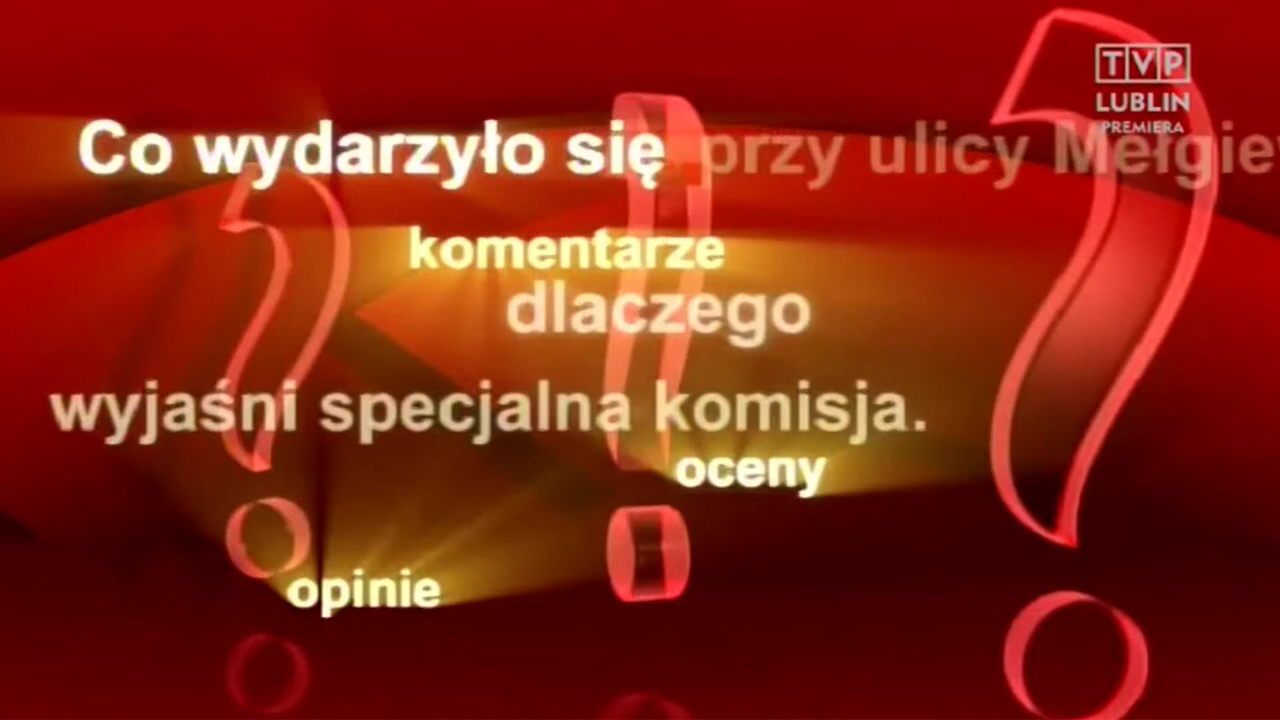 TVP
LUBLIN
PREMIERA
Co wydarzyło się przy ulicy
komentarze
dlaczego
wyjaśni specjalna komisja.
oceny
opinie